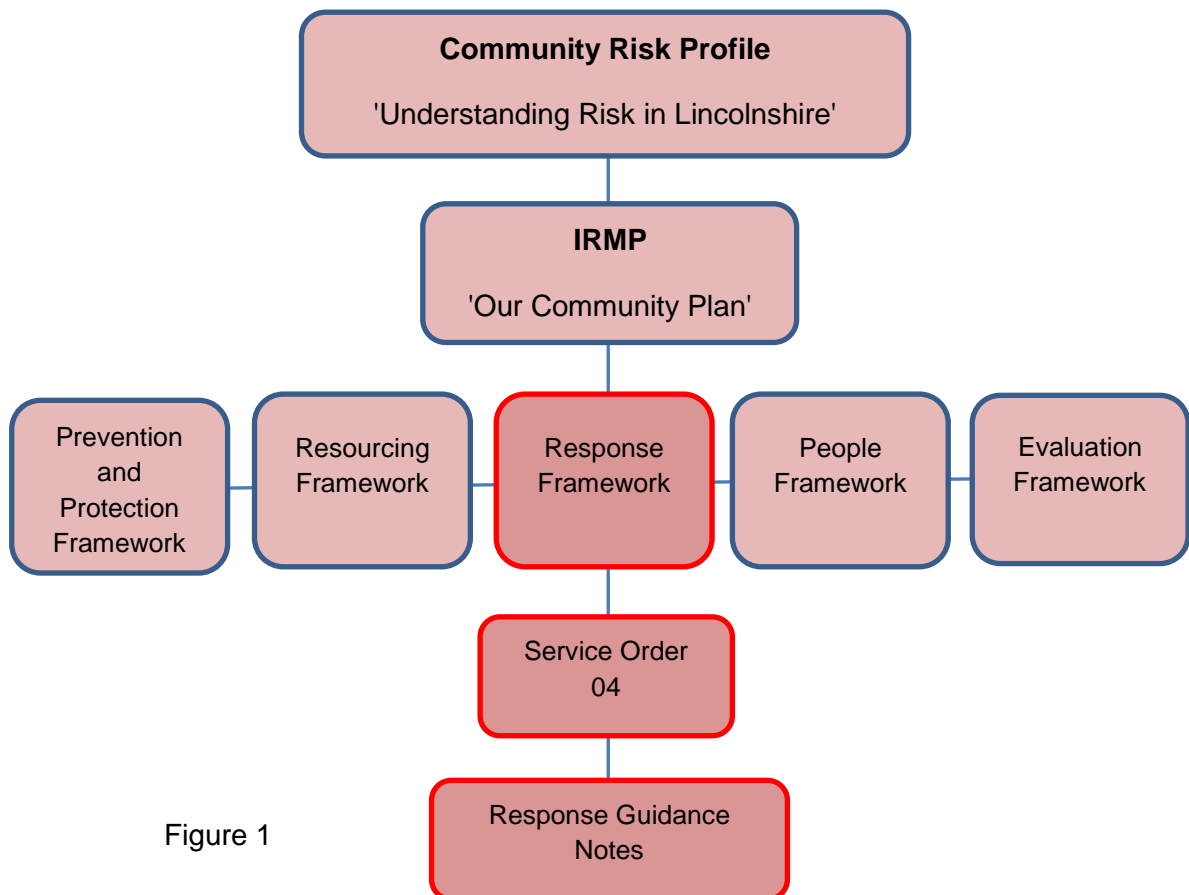 Community Risk Profile
'Understanding Risk in Lincolnshire'
IRMP
'Our Community Plan'
Prevention
and
Protection
Framework
Resourcing
Framework
Response
Framework
People
Framework
Evaluation
Framework
Service Order
04
Response Guidance
Notes
Figure 1